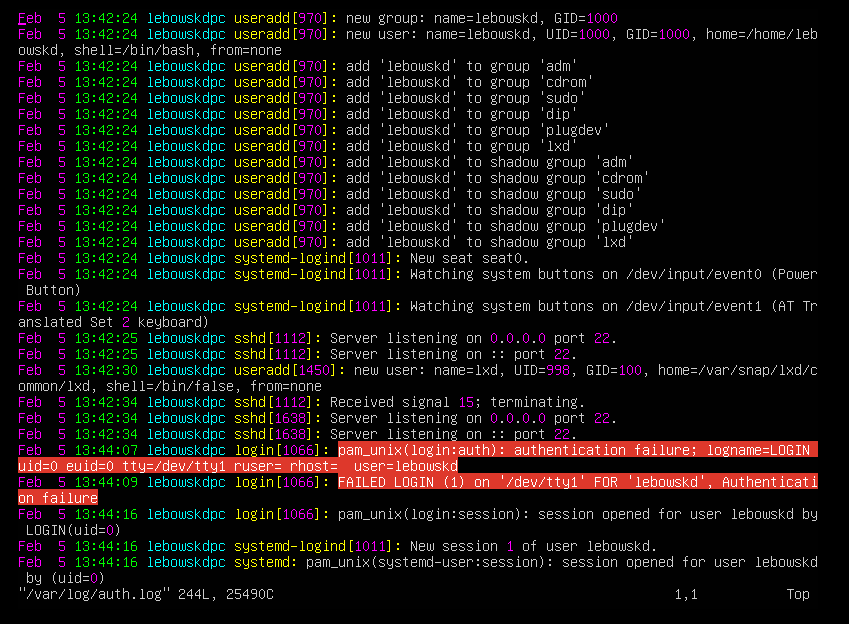 Feb  5 13:42:24 lebowskdpc useradd[970]: new group: name=lebowskd, GID=1000
Feb  5 13:42:24 lebowskdpc useradd[970]: new user: name=lebowskd, UID=1000, GID=1000, home=/home/leb
owskd, shell=/bin/bash, from=none
Feb  5 13:42:24 lebowskdpc useradd[970]: add 'lebowskd' to group 'adm'
Feb  5 13:42:24 lebowskdpc useradd[970]: add 'lebowskd' to group 'cdrom'
Feb  5 13:42:24 lebowskdpc useradd[970]: add 'lebowskd' to group 'sudo'
Feb  5 13:42:24 lebowskdpc useradd[970]: add 'lebowskd' to group 'dip'
Feb  5 13:42:24 lebowskdpc useradd[970]: add 'lebowskd' to group 'plugdev'
Feb  5 13:42:24 lebowskdpc useradd[970]: add 'lebowskd' to group 'lxd'
Feb  5 13:42:24 lebowskdpc useradd[970]: add 'lebowskd' to shadow group 'adm'
Feb  5 13:42:24 lebowskdpc useradd[970]: add 'lebowskd' to shadow group 'cdrom'
Feb  5 13:42:24 lebowskdpc useradd[970]: add 'lebowskd' to shadow group 'sudo'
Feb  5 13:42:24 lebowskdpc useradd[970]: add 'lebowskd' to shadow group 'dip'
Feb  5 13:42:24 lebowskdpc useradd[970]: add 'lebowskd' to shadow group 'plugdev'
Feb  5 13:42:24 lebowskdpc useradd[970]: add 'lebowskd' to shadow group 'lxd'
Feb  5 13:42:24 lebowskdpc systemd-logind[1011]: New seat seat0.
Feb  5 13:42:24 lebowskdpc systemd-logind[1011]: Watching system buttons on /dev/input/event0 (Power
 Button)
Feb  5 13:42:24 lebowskdpc systemd-logind[1011]: Watching system buttons on /dev/input/event1 (AT Tr
anslated Set 2 keyboard)
Feb  5 13:42:25 lebowskdpc sshd[1112]: Server listening on 0.0.0.0 port 22.
Feb  5 13:42:25 lebowskdpc sshd[1112]: Server listening on :: port 22.
Feb  5 13:42:30 lebowskdpc useradd[1450]: new user: name=lxd, UID=998, GID=100, home=/var/snap/lxd/c
ommon/lxd, shell=/bin/false, from=none
Feb  5 13:42:34 lebowskdpc sshd[1112]: Received signal 15; terminating.
Feb  5 13:42:34 lebowskdpc sshd[1638]: Server listening on 0.0.0.0 port 22.
Feb  5 13:42:34 lebowskdpc sshd[1638]: Server listening on :: port 22.
Feb  5 13:44:07 lebowskdpc login[1066]: pam_unix(login:auth): authentication failure; logname=LOGIN
uid=0 euid=0 tty=/dev/tty1 ruser= rhost=  user=lebowskd
Feb  5 13:44:09 lebowskdpc login[1066]: FAILED LOGIN (1) on '/dev/tty1' FOR 'lebowskd', Authenticati
on failure
Feb  5 13:44:16 lebowskdpc login[1066]: pam_unix(login:session): session opened for user lebowskd by
 LOGIN(uid=0)
Feb  5 13:44:16 lebowskdpc systemd-logind[1011]: New session 1 of user lebowskd.
Feb  5 13:44:16 lebowskdpc systemd: pam_unix(systemd-user:session): session opened for user lebowskd
 by (uid=0)
"/var/log/auth.log" 244L, 25490C 1,1 Top